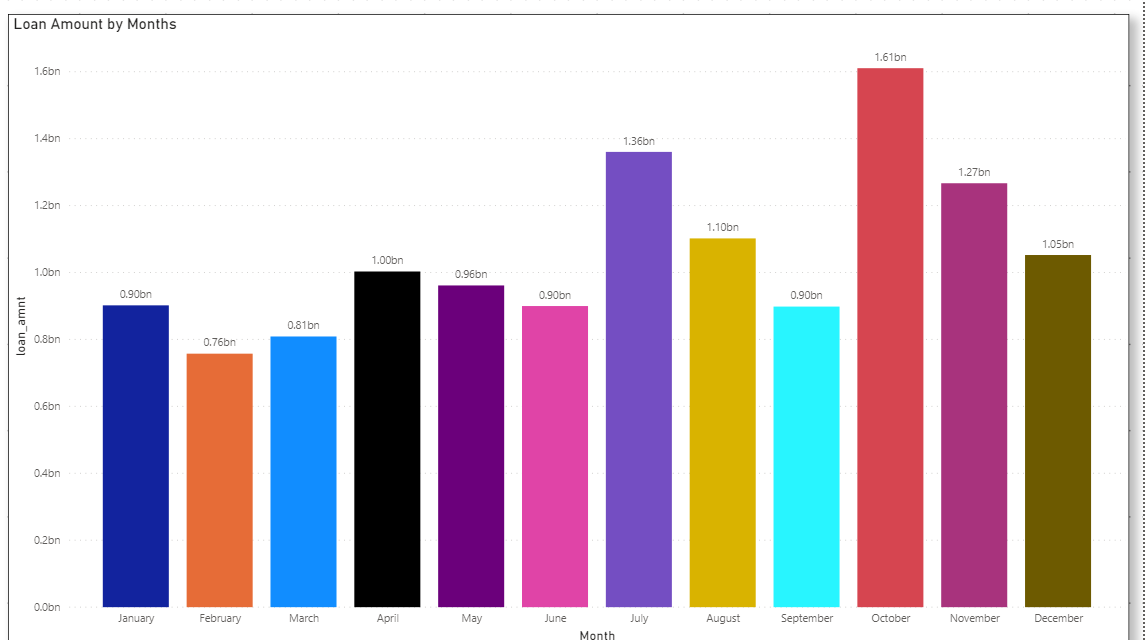 Loan Amount by Months
1.61bn
1.6bn
1.4bn
1.36bn
1.27bn
1.2bn
1.10bn
1.05bn
1.0bn
1.00bn
0.96bn
0.90bn
0.90bn
0.90bn
0.81bn
0.76bn
0.8bn
0.6bn
0.4bn
0.2bn
0.0bn
loan_amnt
January February March April May June July August September October November December
Month